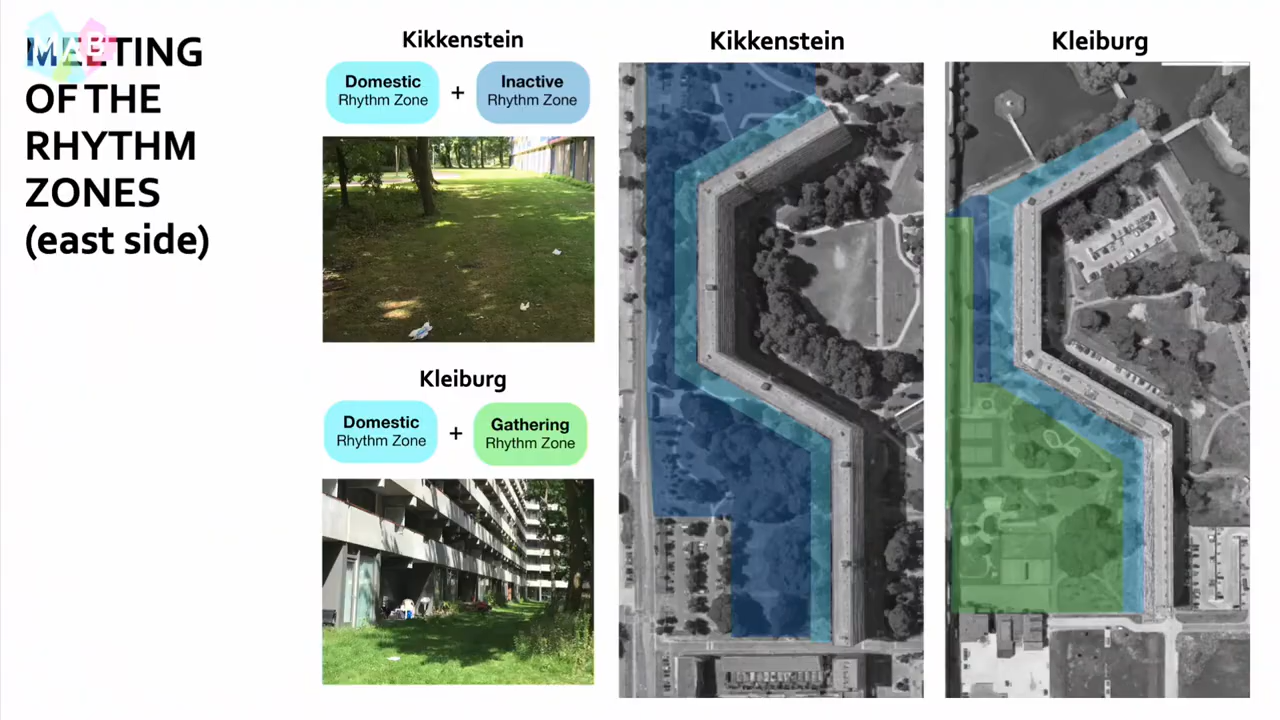 MAB
MEETING
OF THE
RHYTHM
ZONES
(east side)
Kikkenstein
Domestic
Rhythm Zone
+
Inactive
Rhythm Zone
Kleiburg
Domestic
Rhythm Zone
+
Gathering
Rhythm Zone
Kikkenstein
Kleiburg